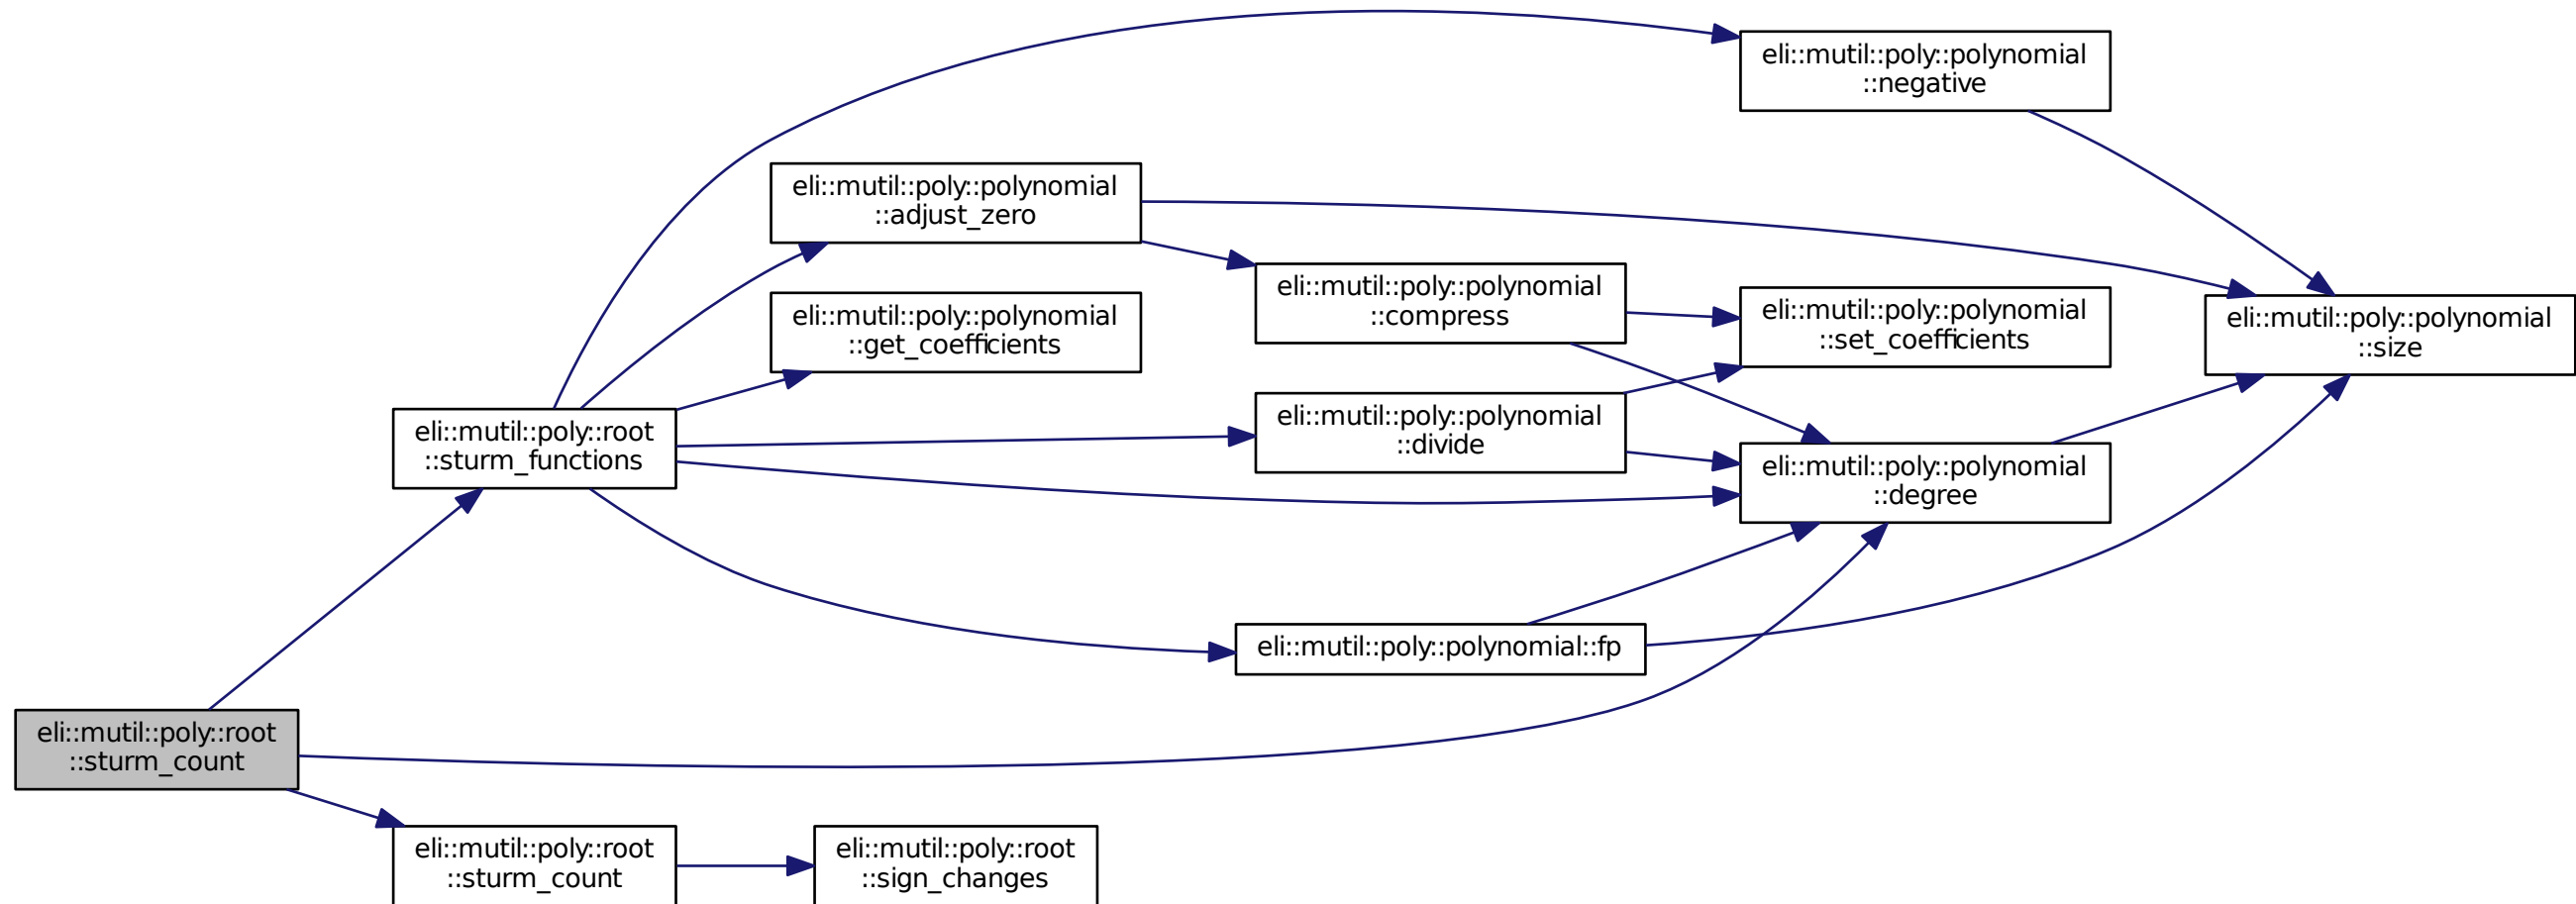 eli::mutil::poly::polynomial
::negative
eli::mutil::poly::polynomial
::adjust_zero
eli::mutil::poly::polynomial
::compress
eli::mutil::poly::polynomial
::get_coefficients
eli::mutil::poly::polynomial
::set_coefficients
eli::mutil::poly::polynomial
::size
eli::mutil::poly::root
::sturm_functions
eli::mutil::poly::polynomial
::divide
eli::mutil::poly::polynomial
::degree
eli::mutil::poly::polynomial::fp
eli::mutil::poly::root
::sturm_count
eli::mutil::poly::root
::sturm_count
eli::mutil::poly::root
::sign_changes